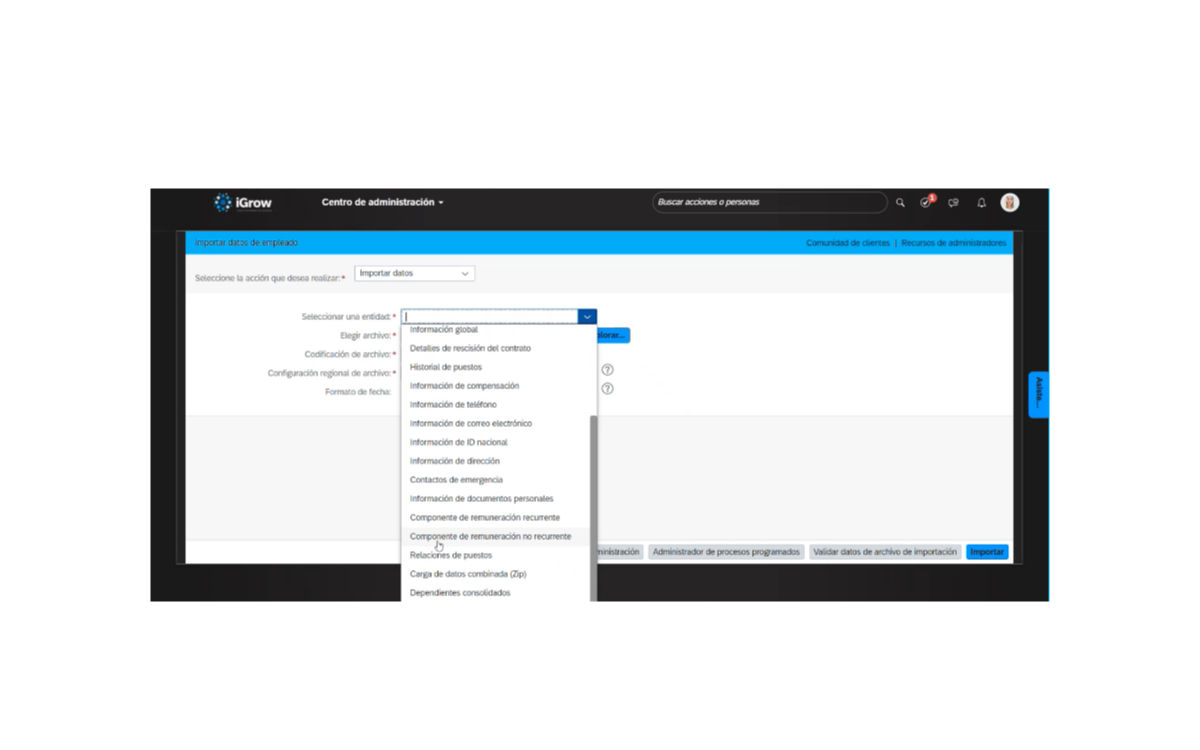 iGrow
Centro de administración
Buscar acciones o personas
1
Importar datos de empleado
Comunidad de clientes | Recursos de administradores
Seleccione la acción que desea realizar:*
Importar datos
Seleccionar una entidad: *
Elegir archivo: *
Codificación de archivo: *
Configuración regional de archivo: *
Formato de fecha:
Información global
Detalles de rescisión del contrato
Historial de puestos
Información de compensación
Información de teléfono
Información de correo electrónico
Información de ID nacional
Información de dirección
Contactos de emergencia
Información de documentos personales
Componente de remuneración recurrente
Componente de remuneración no recurrente
Relaciones de puestos
Carga de datos combinada (Zip)
Dependientes consolidados
lorar...
?
?
Asiste...
ministración
Administrador de procesos programados
Validar datos de archivo de importación
Importar